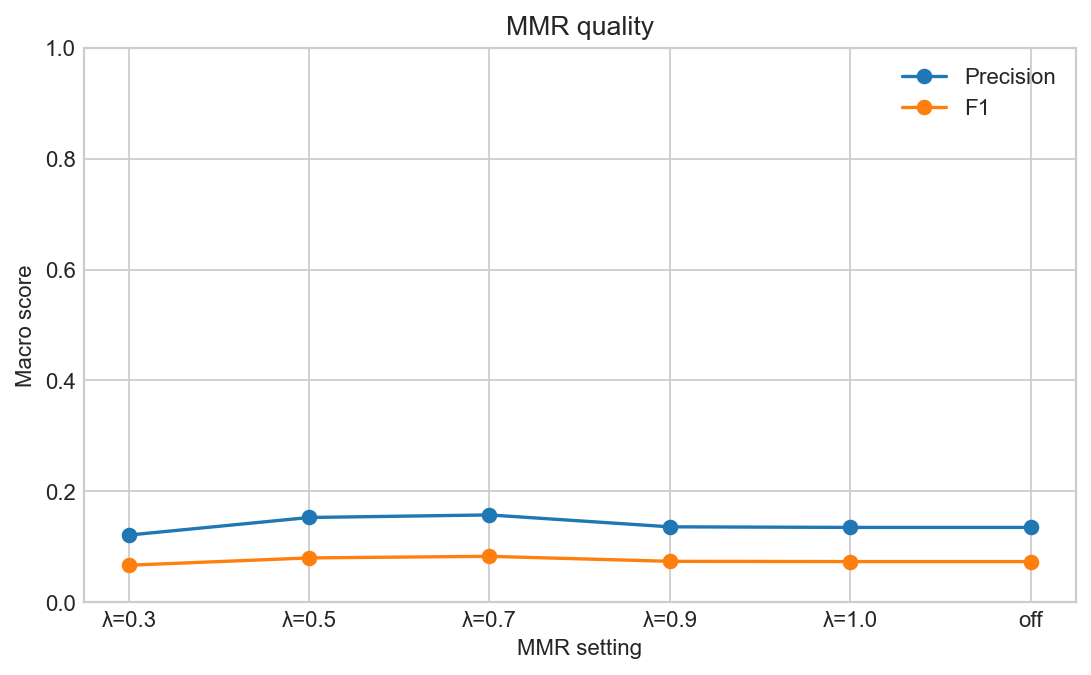 MMR quality
1.0
Precision
F1
0.8
0.6
Macro score
0.4
0.2
0.0
λ=0.3 λ=0.5 λ=0.7 λ=0.9 λ=1.0 off
MMR setting